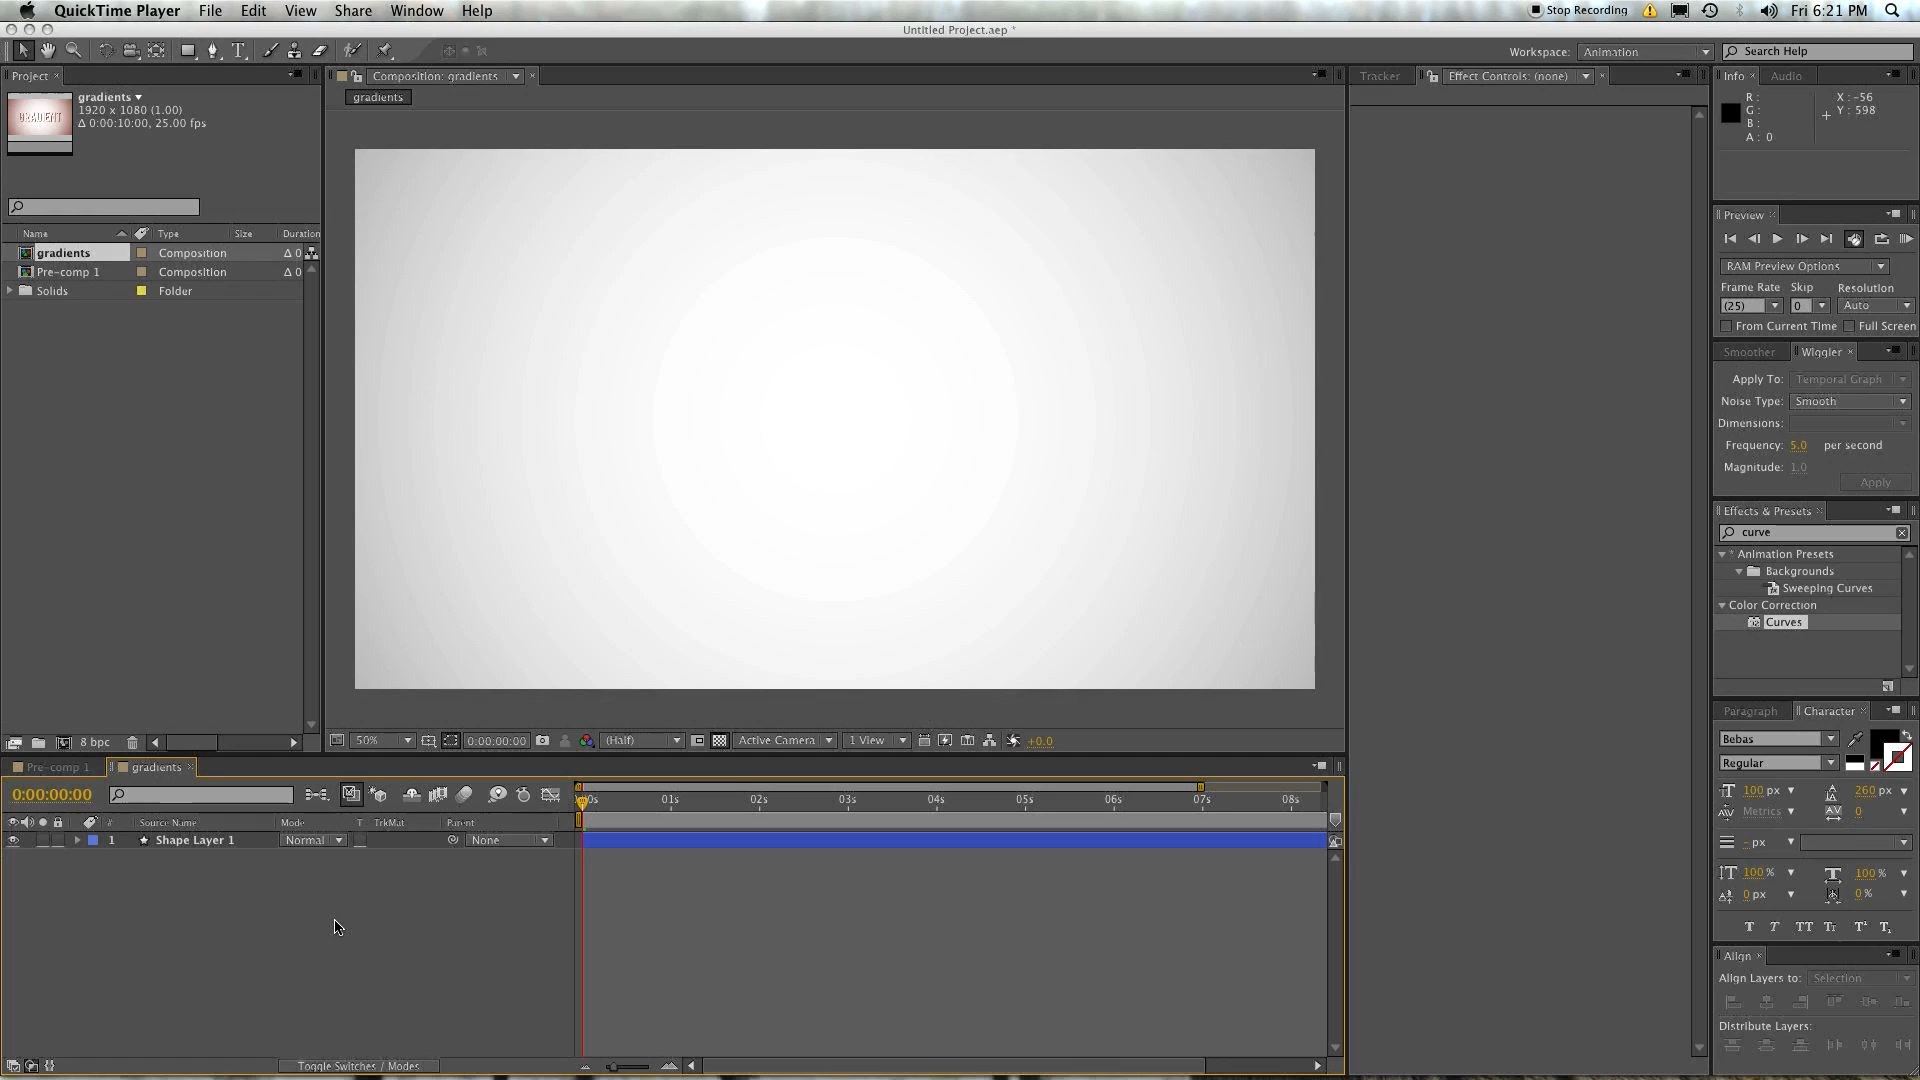 QuickTime Player File Edit View Share Window Help Stop Recording Fri 6:21 PM
Untitled Project.aep *
Workspace: Animation Search Help
Project
gradients
1920 x 1080 (1.00)
Δ 0:00:10:00, 25.00 fps
GRADIENT
Name Type Size Duration
gradients Composition Δ 0
Pre-comp 1 Composition Δ 0
Solids Folder
8 bpc
Composition: gradients
gradients
50% 0:00:00:00 (Half) Active Camera 1 View +0.0
Tracker Effect Controls: (none)
Info Audio
R :
G :
B :
A : 0
X : -56
Y : 598
Preview
RAM Preview Options
Frame Rate Skip Resolution
(25) 0 Auto
From Current Time Full Screen
Smoother Wiggler
Apply To: Temporal Graph
Noise Type: Smooth
Dimensions:
Frequency: 5.0 per second
Magnitude: 1.0
Apply
Effects & Presets
curve
* Animation Presets
Backgrounds
Sweeping Curves
Color Correction
Curves
Paragraph Character
Bebas
Regular
100 px 260 px
Metrics 0
- px
100 % 100 %
0 px 0 %
T T TT Tt T¹ T₁
Align
Align Layers to: Selection
Distribute Layers:
Pre-comp 1 gradients
0:00:00:00
0s 01s 02s 03s 04s 05s 06s 07s 08s
# Source Name Mode T TrkMat Parent
1 Shape Layer 1 Normal None
Toggle Switches / Modes